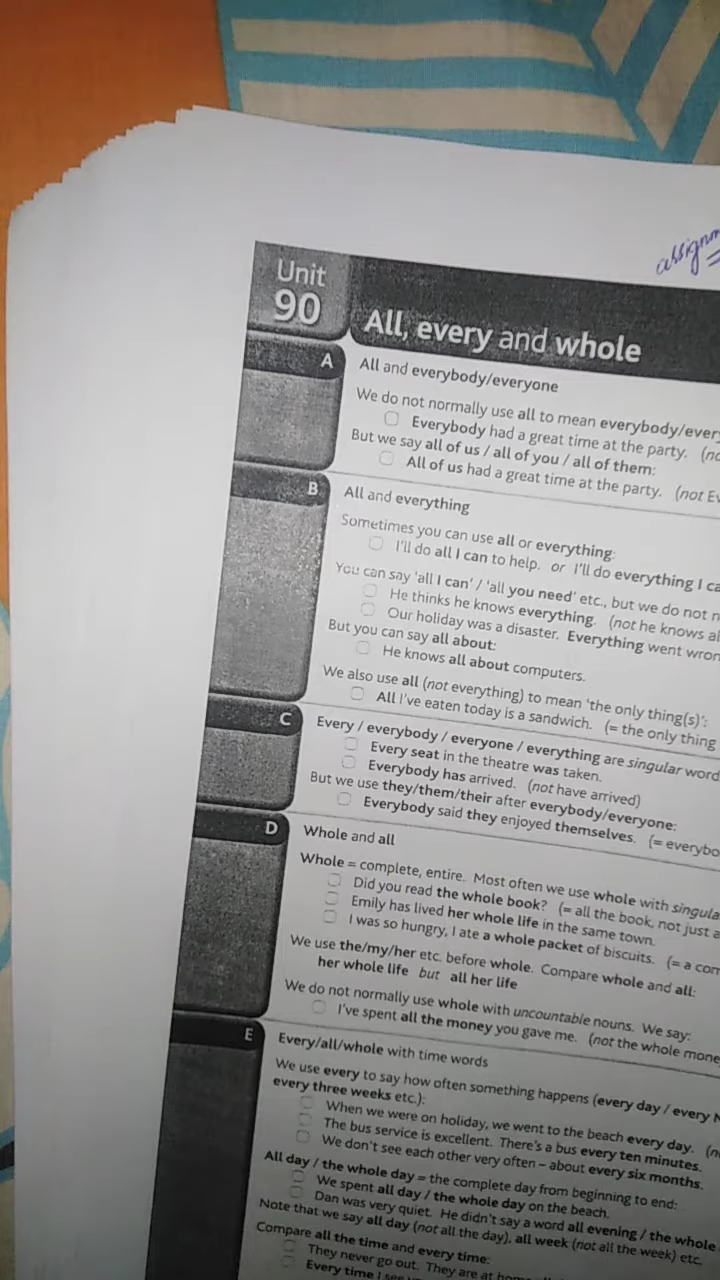 Unit
90
All, every and whole
A
All and everybody/everyone
We do not normally use all to mean everybody/
Everybody had a great time at the party.
But we say all of us / all of you / all of them:
All of us had a great time at the party. (not
B
All and everything
Sometimes you can use all or everything:
I'll do all I can to help. or I'll do everything I
You can say 'all I can' / 'all you need' etc., but we do not
He thinks he knows everything. (not he knows
Our holiday was a disaster. Everything went
But you can say all about:
He knows all about computers.
We also use all (not everything) to mean 'the only thing(s)':
All I've eaten today is a sandwich. (= the only thing
C
Every / everybody / everyone / everything are singular
Every seat in the theatre was taken.
Everybody has arrived. (not have arrived)
But we use they/them/their after everybody/everyone:
Everybody said they enjoyed themselves. (=
D
Whole and all
Whole = complete, entire. Most often we use whole with
Did you read the whole book? (= all the book, not just
Emily has lived her whole life in the same town.
I was so hungry, I ate a whole packet of biscuits. (= a
We use the/my/her etc. before whole. Compare whole and all:
her whole life but all her life
We do not normally use whole with uncountable nouns. We say:
I've spent all the money you gave me. (not the whole
E
Every/all/whole with time words
We use every to say how often something happens (every day / every
every three weeks etc.):
When we were on holiday, we went to the beach every day.
The bus service is excellent. There's a bus every ten minutes.
We don't see each other very often – about every six months.
All day / the whole day = the complete day from beginning to end:
We spent all day / the whole day on the beach.
Dan was very quiet. He didn't say a word all evening / the whole
Note that we say all day (not all the day), all week (not all the week) etc.
Compare all the time and every time:
They never go out. They are at
Every time I